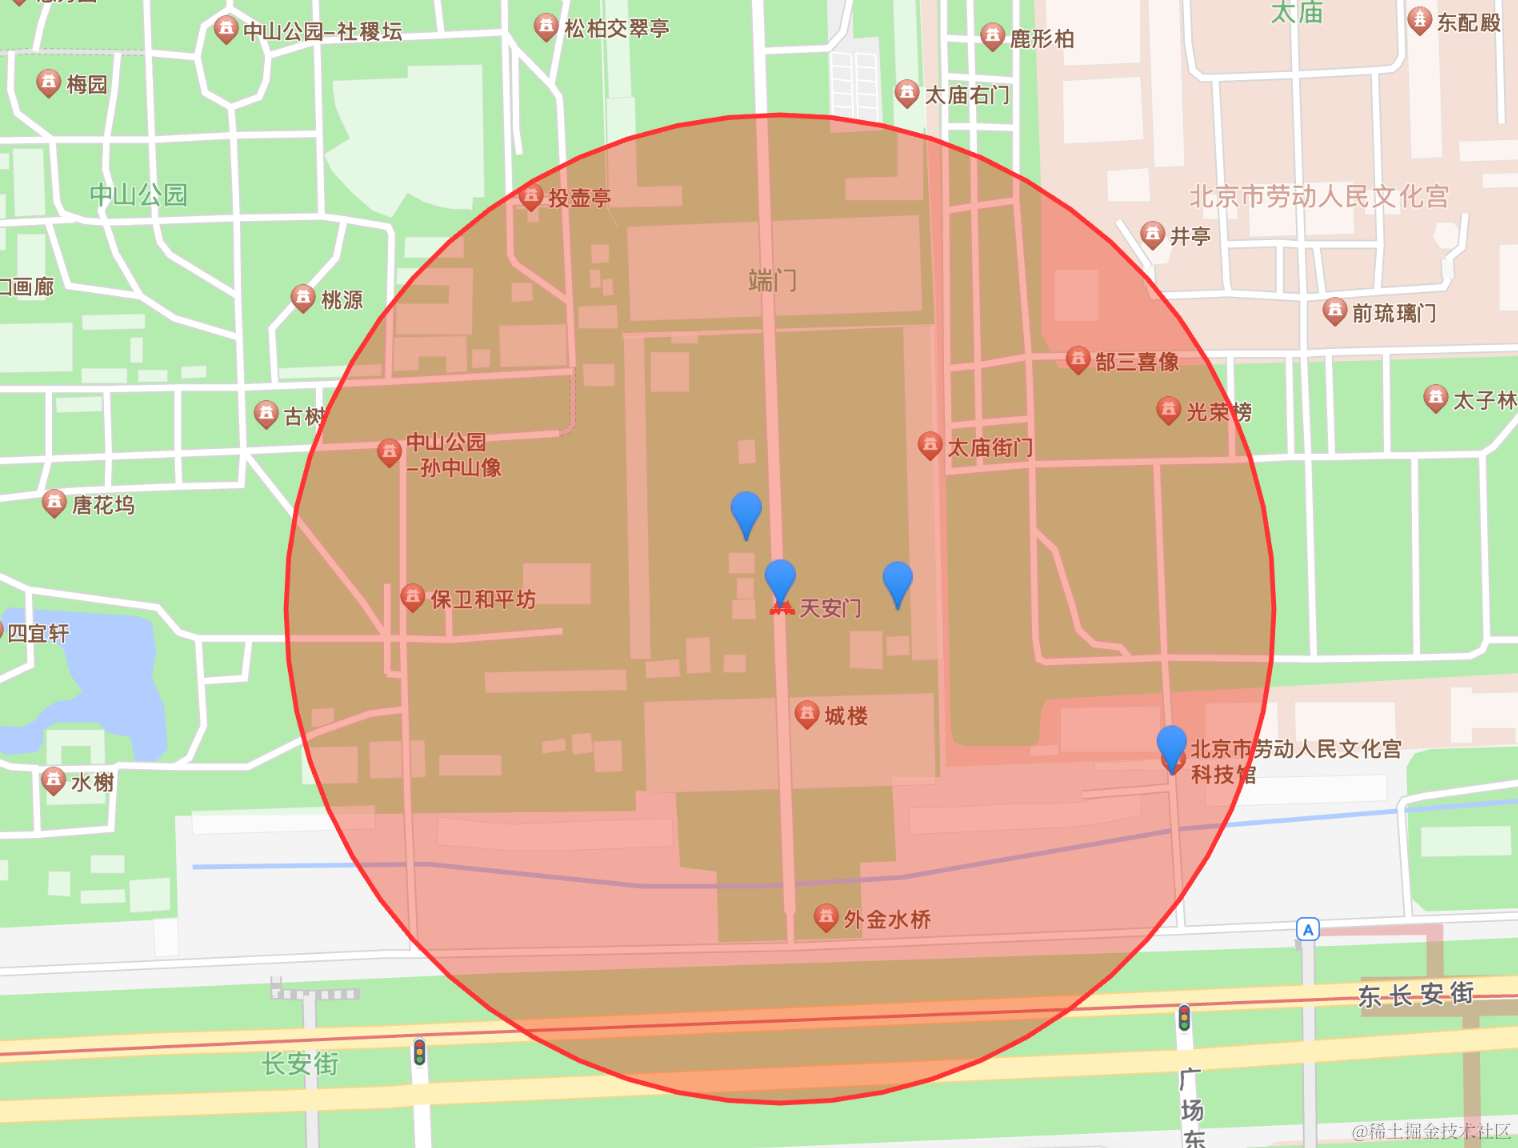 中山公园-社稷坛
松柏交翠亭
鹿形柏
太庙
东配殿
梅园
太庙右门
中山公园
投壶亭
北京市劳动人民文化宫
井亭
端门
口画廊
桃源
前琉璃门
郜三喜像
古树
光荣榜
太子林
中山公园
-孙中山像
太庙街门
唐花坞
保卫和平坊
天安门
四宜轩
城楼
北京市劳动人民文化宫
科技馆
水榭
外金水桥
A
东长安街
长安街
广场东
@稀土掘金技术社区